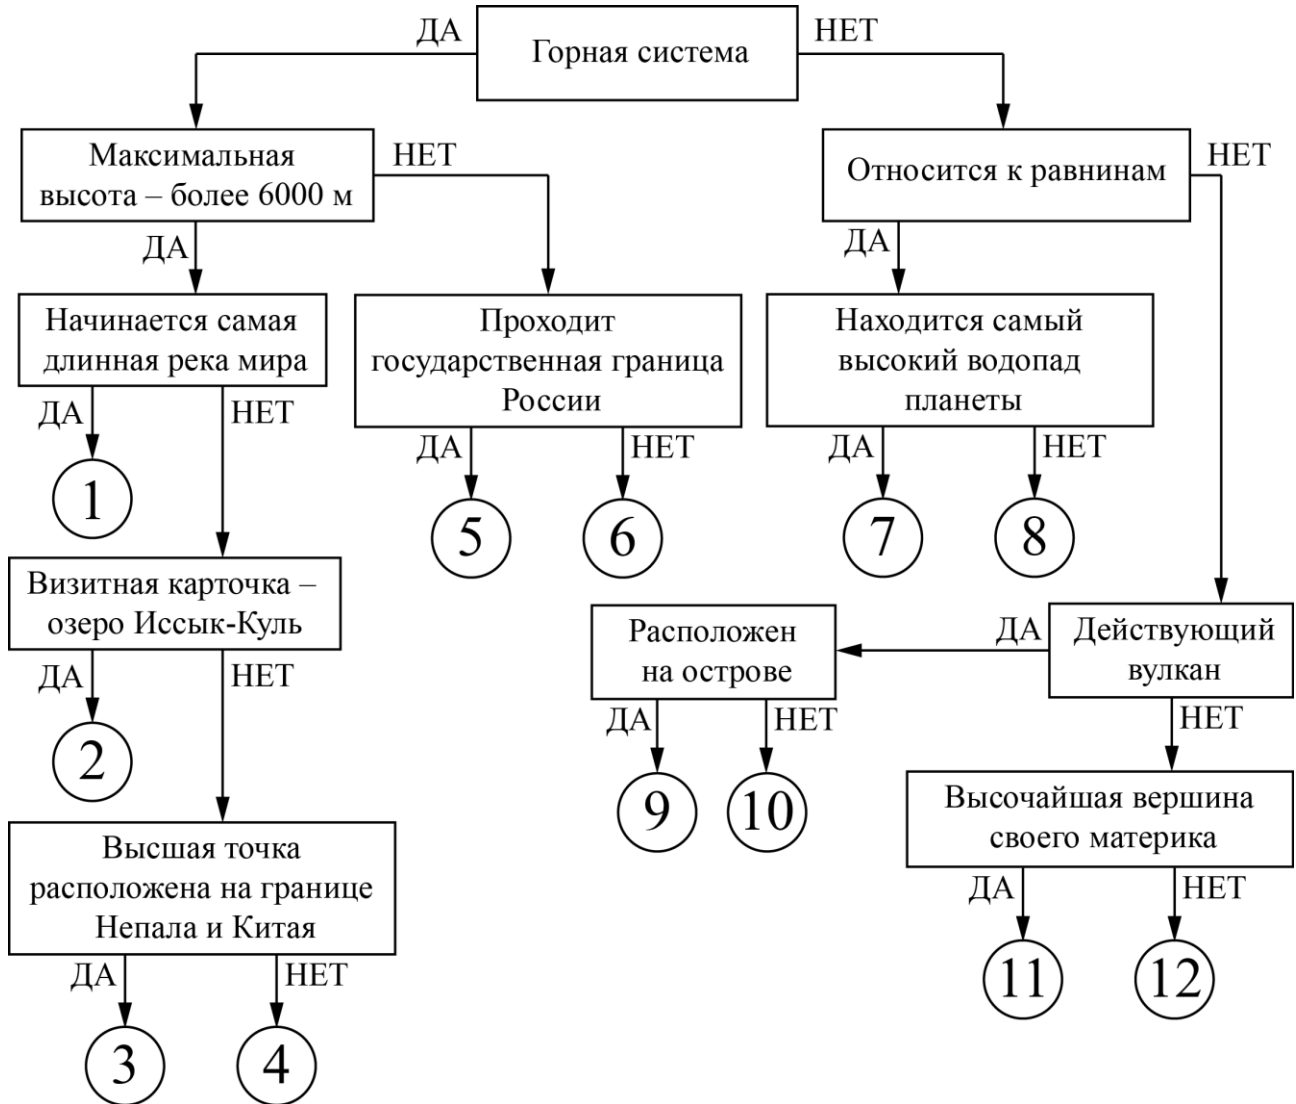 Горная система
ДА
НЕТ
Максимальная
высота – более 6000 м
НЕТ
ДА
Относится к равнинам
НЕТ
ДА
Начинается самая
длинная река мира
ДА
НЕТ
1
Проходит
государственная граница
России
ДА
НЕТ
5
6
Находится самый
высокий водопад
планеты
ДА
НЕТ
7
8
Визитная карточка –
озеро Иссык-Куль
ДА
НЕТ
2
Расположен
на острове
ДА
НЕТ
9
10
ДА
Действующий
вулкан
НЕТ
Высочайшая вершина
своего материка
ДА
НЕТ
11
12
Высшая точка
расположена на границе
Непала и Китая
ДА
НЕТ
3
4